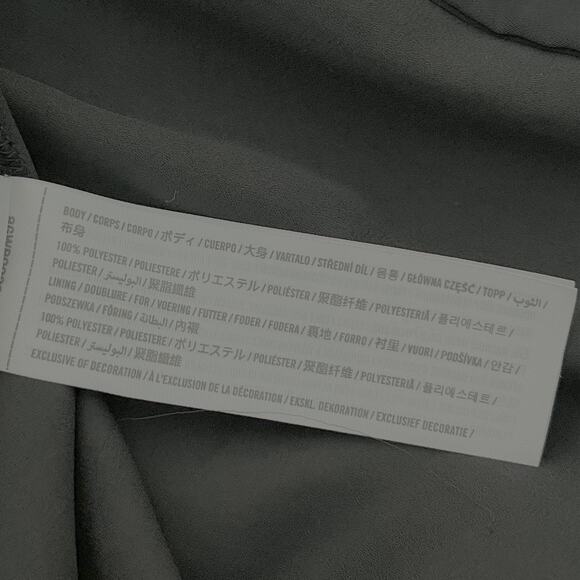 BODY / CORPS / CORPO / ボディ / CUERPO / 大身 / VARTALO / STŘEDNÍ DÍL / 몸통 / GŁÓWNA CZĘŚĆ / TOPP / الثوب /
布身
100% POLYESTER / POLIESTERE / ポリエステル / POLIÉSTER / 聚酯纤维 / POLYESTERIÄ / 폴리에스테르 /
POLIESTER / البوليستر / 聚脂纖維
LINING / DOUBLURE / FOR / VOERING / FUTTER / FODER / FODERA / 裏地 / FORRO / 衬里 / VUORI / PODŠÍVKA / 안감 /
PODSZEWKA / FÔRING / البطانة / 內襯
100% POLYESTER / POLIESTERE / ポリエステル / POLIÉSTER / 聚酯纤维 / POLYESTERIÄ / 폴리에스테르 /
POLIESTER / البوليستر / 聚脂纖維
EXCLUSIVE OF DECORATION / À L'EXCLUSION DE LA DÉCORATION / EKSKL. DEKORATION / EXCLUSIEF DECORATIE /